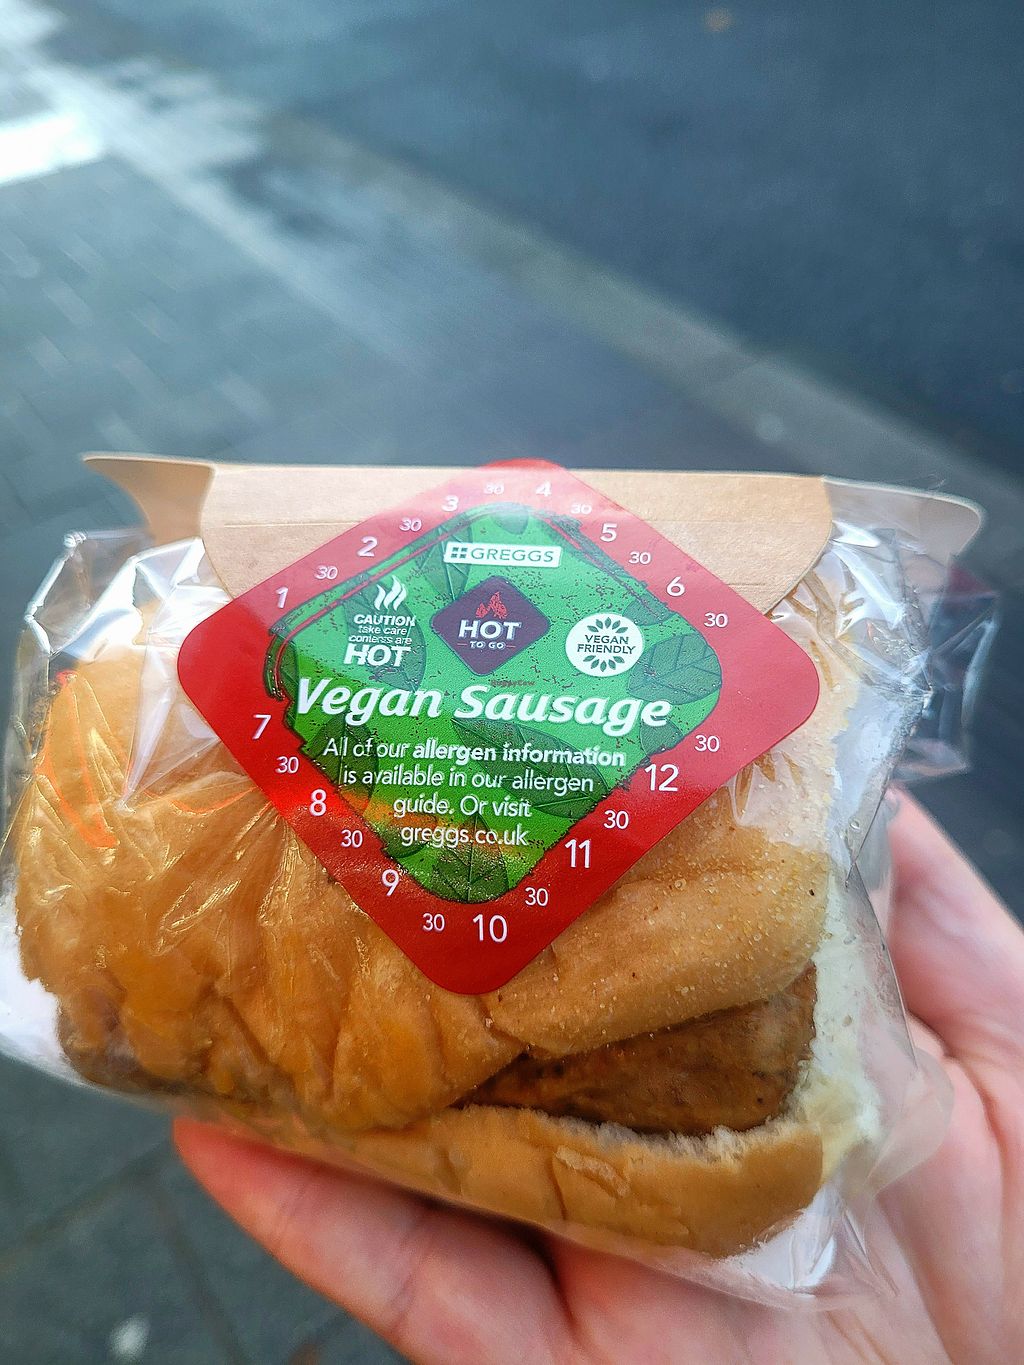 1
30
2
30
3
30
4
30
5
30
6
30
GREGGS
CAUTION
take care
contents are
HOT
HOT
TO GO
VEGAN
FRIENDLY
HappyCow
Vegan Sausage
All of our allergen information
is available in our allergen
guide. Or visit
greggs.co.uk
7
30
8
30
9
30
10
30
11
30
12
30